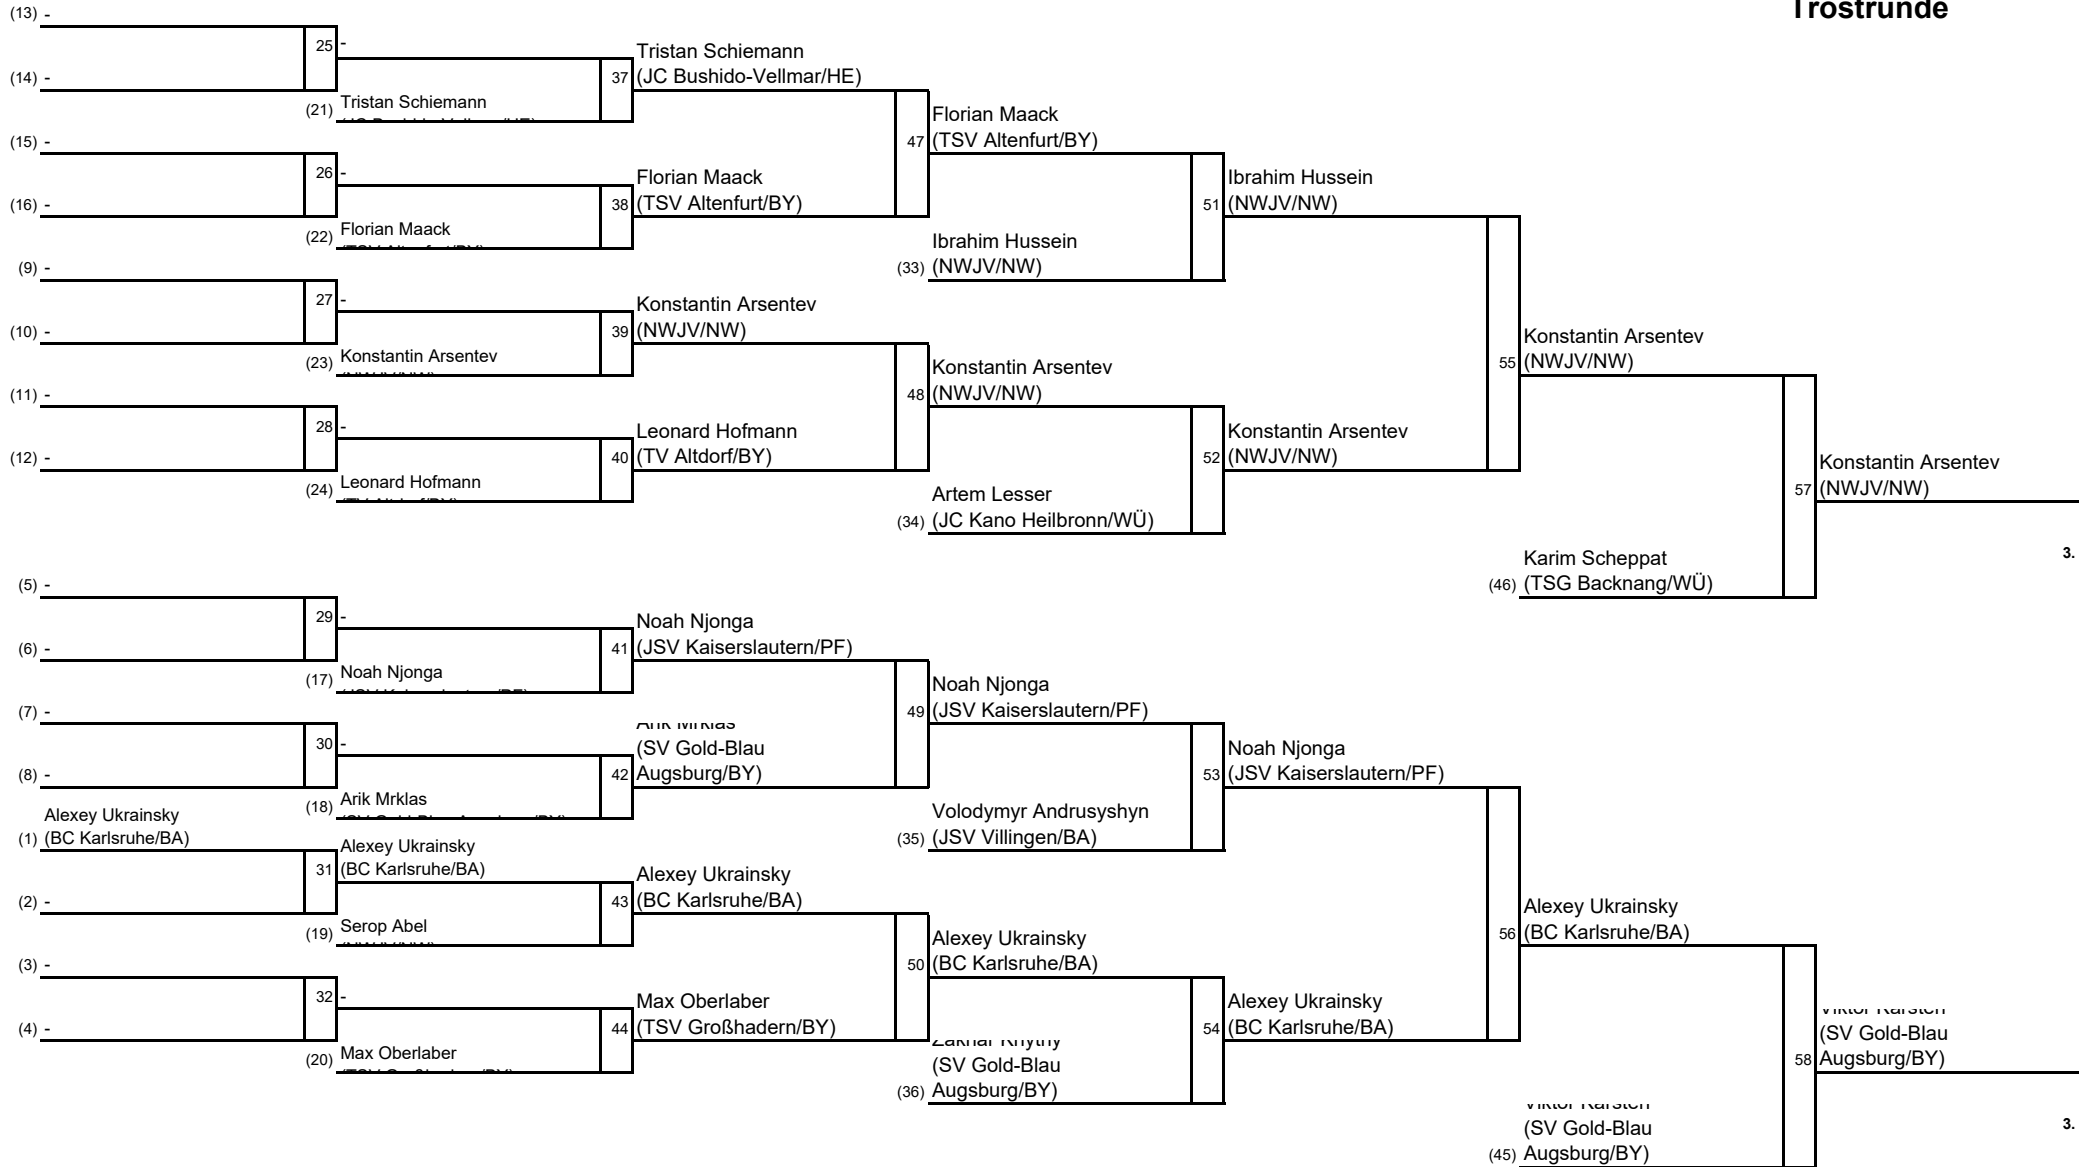 Trostrunde
(13) -
25 -
(14) -
(21) Tristan Schiemann
37 Tristan Schiemann
(JC Bushido-Vellmar/HE)
(15) -
26 -
(16) -
(22) Florian Maack
38 Florian Maack
(TSV Altenfurt/BY)
47 Florian Maack
(TSV Altenfurt/BY)
(33) Ibrahim Hussein
(NWJV/NW)
51 Ibrahim Hussein
(NWJV/NW)
(9) -
27 -
(10) -
(23) Konstantin Arsentev
39 Konstantin Arsentev
(NWJV/NW)
(11) -
28 -
(12) -
(24) Leonard Hofmann
40 Leonard Hofmann
(TV Altdorf/BY)
48 Konstantin Arsentev
(NWJV/NW)
(34) Artem Lesser
(JC Kano Heilbronn/WÜ)
52 Konstantin Arsentev
(NWJV/NW)
55 Konstantin Arsentev
(NWJV/NW)
(46) Karim Scheppat
(TSG Backnang/WÜ)
57 Konstantin Arsentev
(NWJV/NW)
3.
(5) -
29 -
(6) -
(17) Noah Njonga
41 Noah Njonga
(JSV Kaiserslautern/PF)
(7) -
30 -
(8) -
(18) Arik Mrklas
42
(SV Gold-Blau
Augsburg/BY)
49 Noah Njonga
(JSV Kaiserslautern/PF)
(35) Volodymyr Andrusyshyn
(JSV Villingen/BA)
53 Noah Njonga
(JSV Kaiserslautern/PF)
(1) Alexey Ukrainsky
(BC Karlsruhe/BA)
31 Alexey Ukrainsky
(BC Karlsruhe/BA)
(2) -
(19) Serop Abel
43 Alexey Ukrainsky
(BC Karlsruhe/BA)
(3) -
32 -
(4) -
(20) Max Oberlaber
44 Max Oberlaber
(TSV Großhadern/BY)
50 Alexey Ukrainsky
(BC Karlsruhe/BA)
(36)
(SV Gold-Blau
Augsburg/BY)
54 Alexey Ukrainsky
(BC Karlsruhe/BA)
56 Alexey Ukrainsky
(BC Karlsruhe/BA)
(45)
(SV Gold-Blau
Augsburg/BY)
58
(SV Gold-Blau
Augsburg/BY)
3.